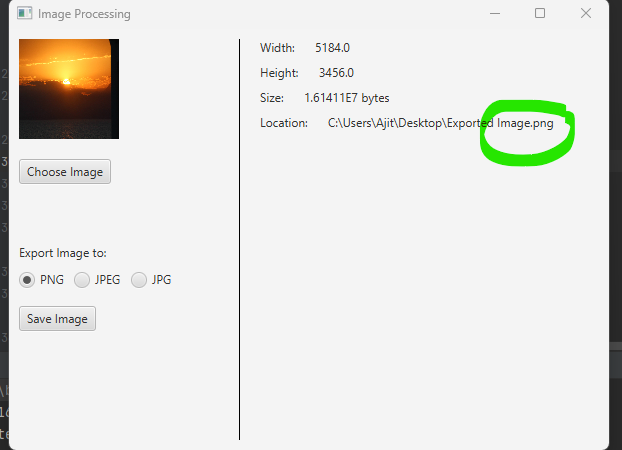 Image Processing
Width: 5184.0
Height: 3456.0
Size: 1.61411E7 bytes
Location: C:\Users\Ajit\Desktop\Exported Image.png
Choose Image
Export Image to:
PNG JPEG JPG
Save Image